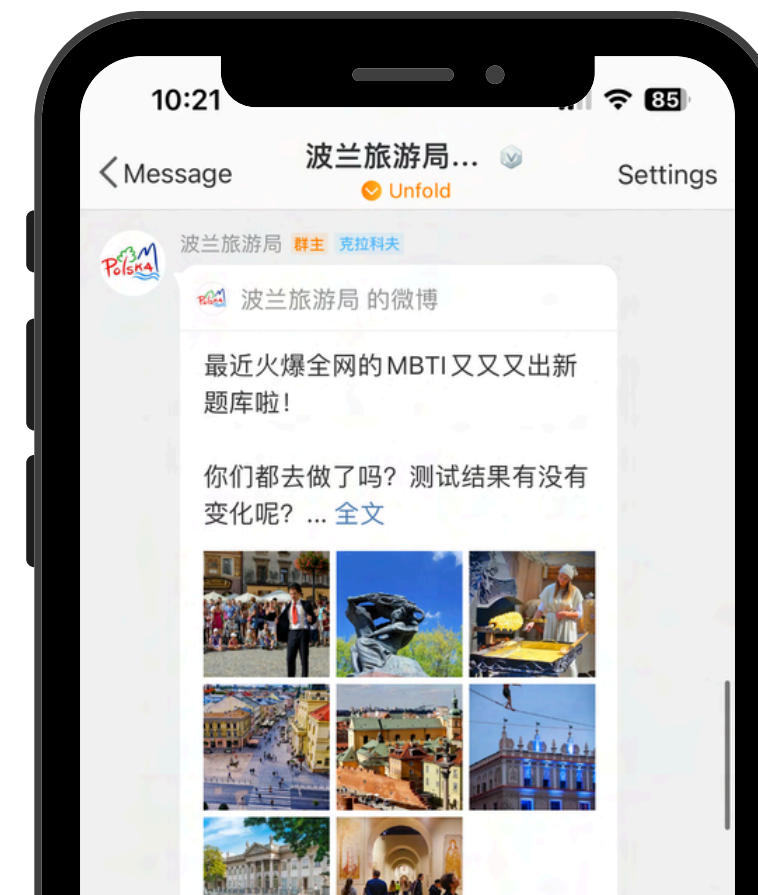 10:21
85
Message
波兰旅游局...
Unfold
Settings
波兰旅游局 群主 克拉科夫
POLSKA
POLSKA 波兰旅游局 的微博
最近火爆全网的MBTI又又又出新
题库啦！
你们都去做了吗？测试结果有没有
变化呢？... 全文